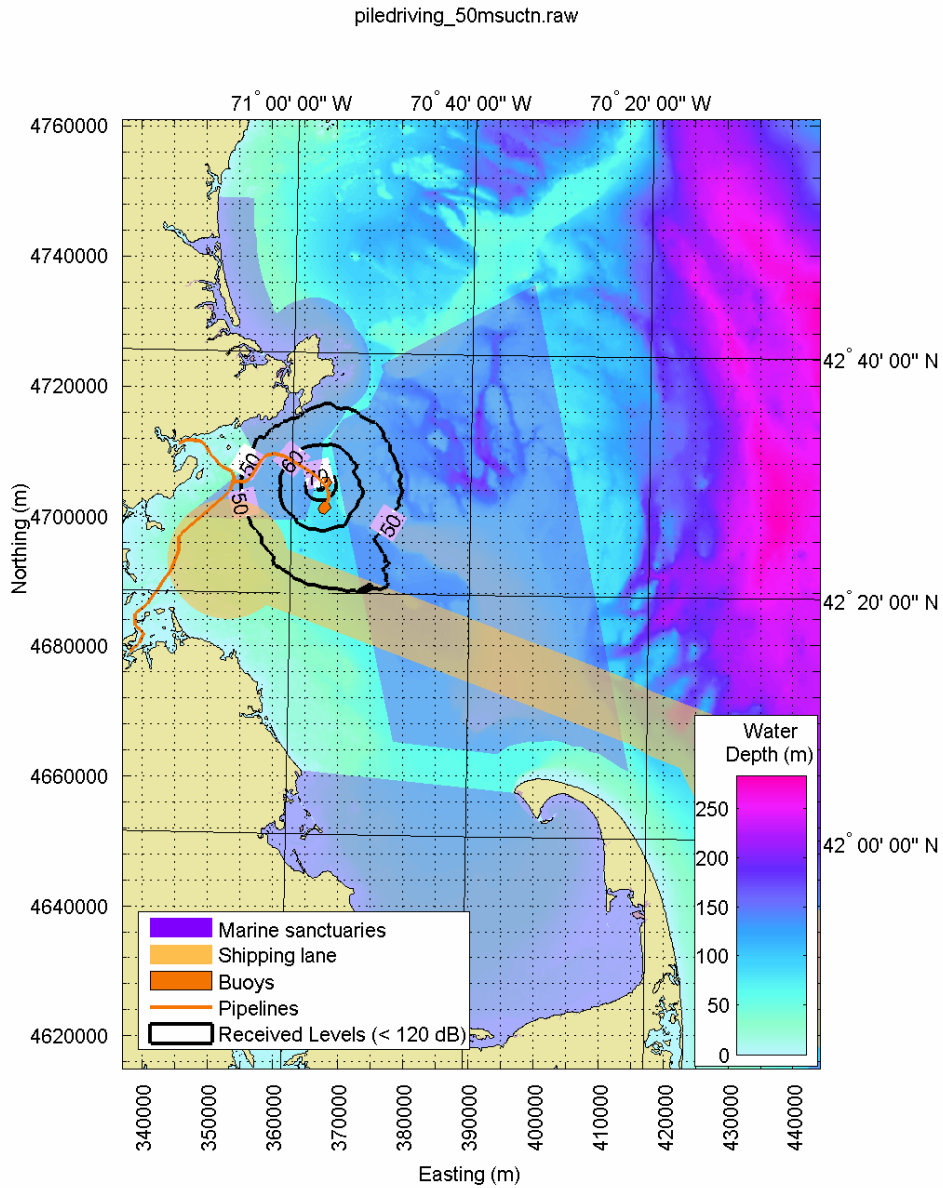 piledriving_50msuctn.raw
71° 00' 00" W 70° 40' 00" W 70° 20' 00" W
4760000
4740000
4720000
4700000
4680000
4660000
4640000
4620000
Northing (m)
42° 40' 00" N
42° 20' 00" N
42° 00' 00" N
50
60
50
50
Water
Depth (m)
250
200
150
100
50
0
Marine sanctuaries
Shipping lane
Buoys
Pipelines
Received Levels (< 120 dB)
340000 350000 360000 370000 380000 390000 400000 410000 420000 430000 440000
Easting (m)